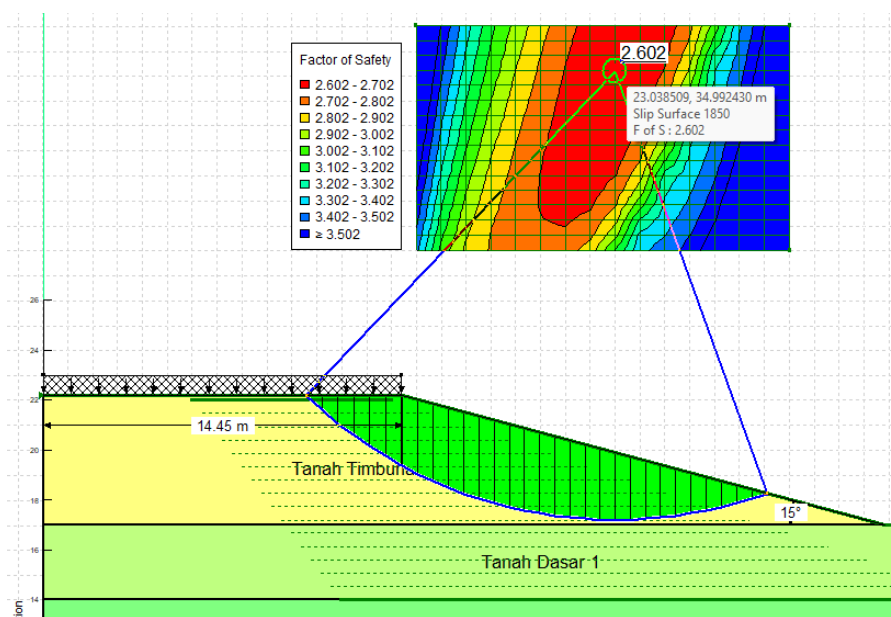 Factor of Safety
2.602 - 2.702
2.702 - 2.802
2.802 - 2.902
2.902 - 3.002
3.002 - 3.102
3.102 - 3.202
3.202 - 3.302
3.302 - 3.402
3.402 - 3.502
≥ 3.502
2.602
23.038509, 34.992430 m
Slip Surface 1850
F of S : 2.602
26
24
22
20
18
16
14
14.45 m
Tanah Timbuna
15°
Tanah Dasar 1